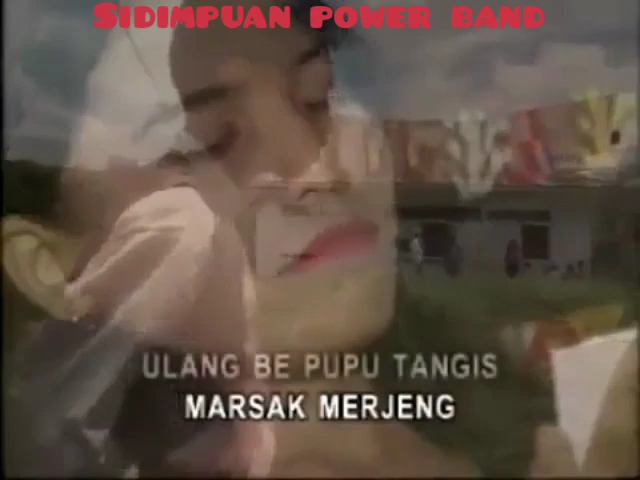 Sidimpuan Power band
ULANG BE PUPU TANGIS
MARSAK MERJENG